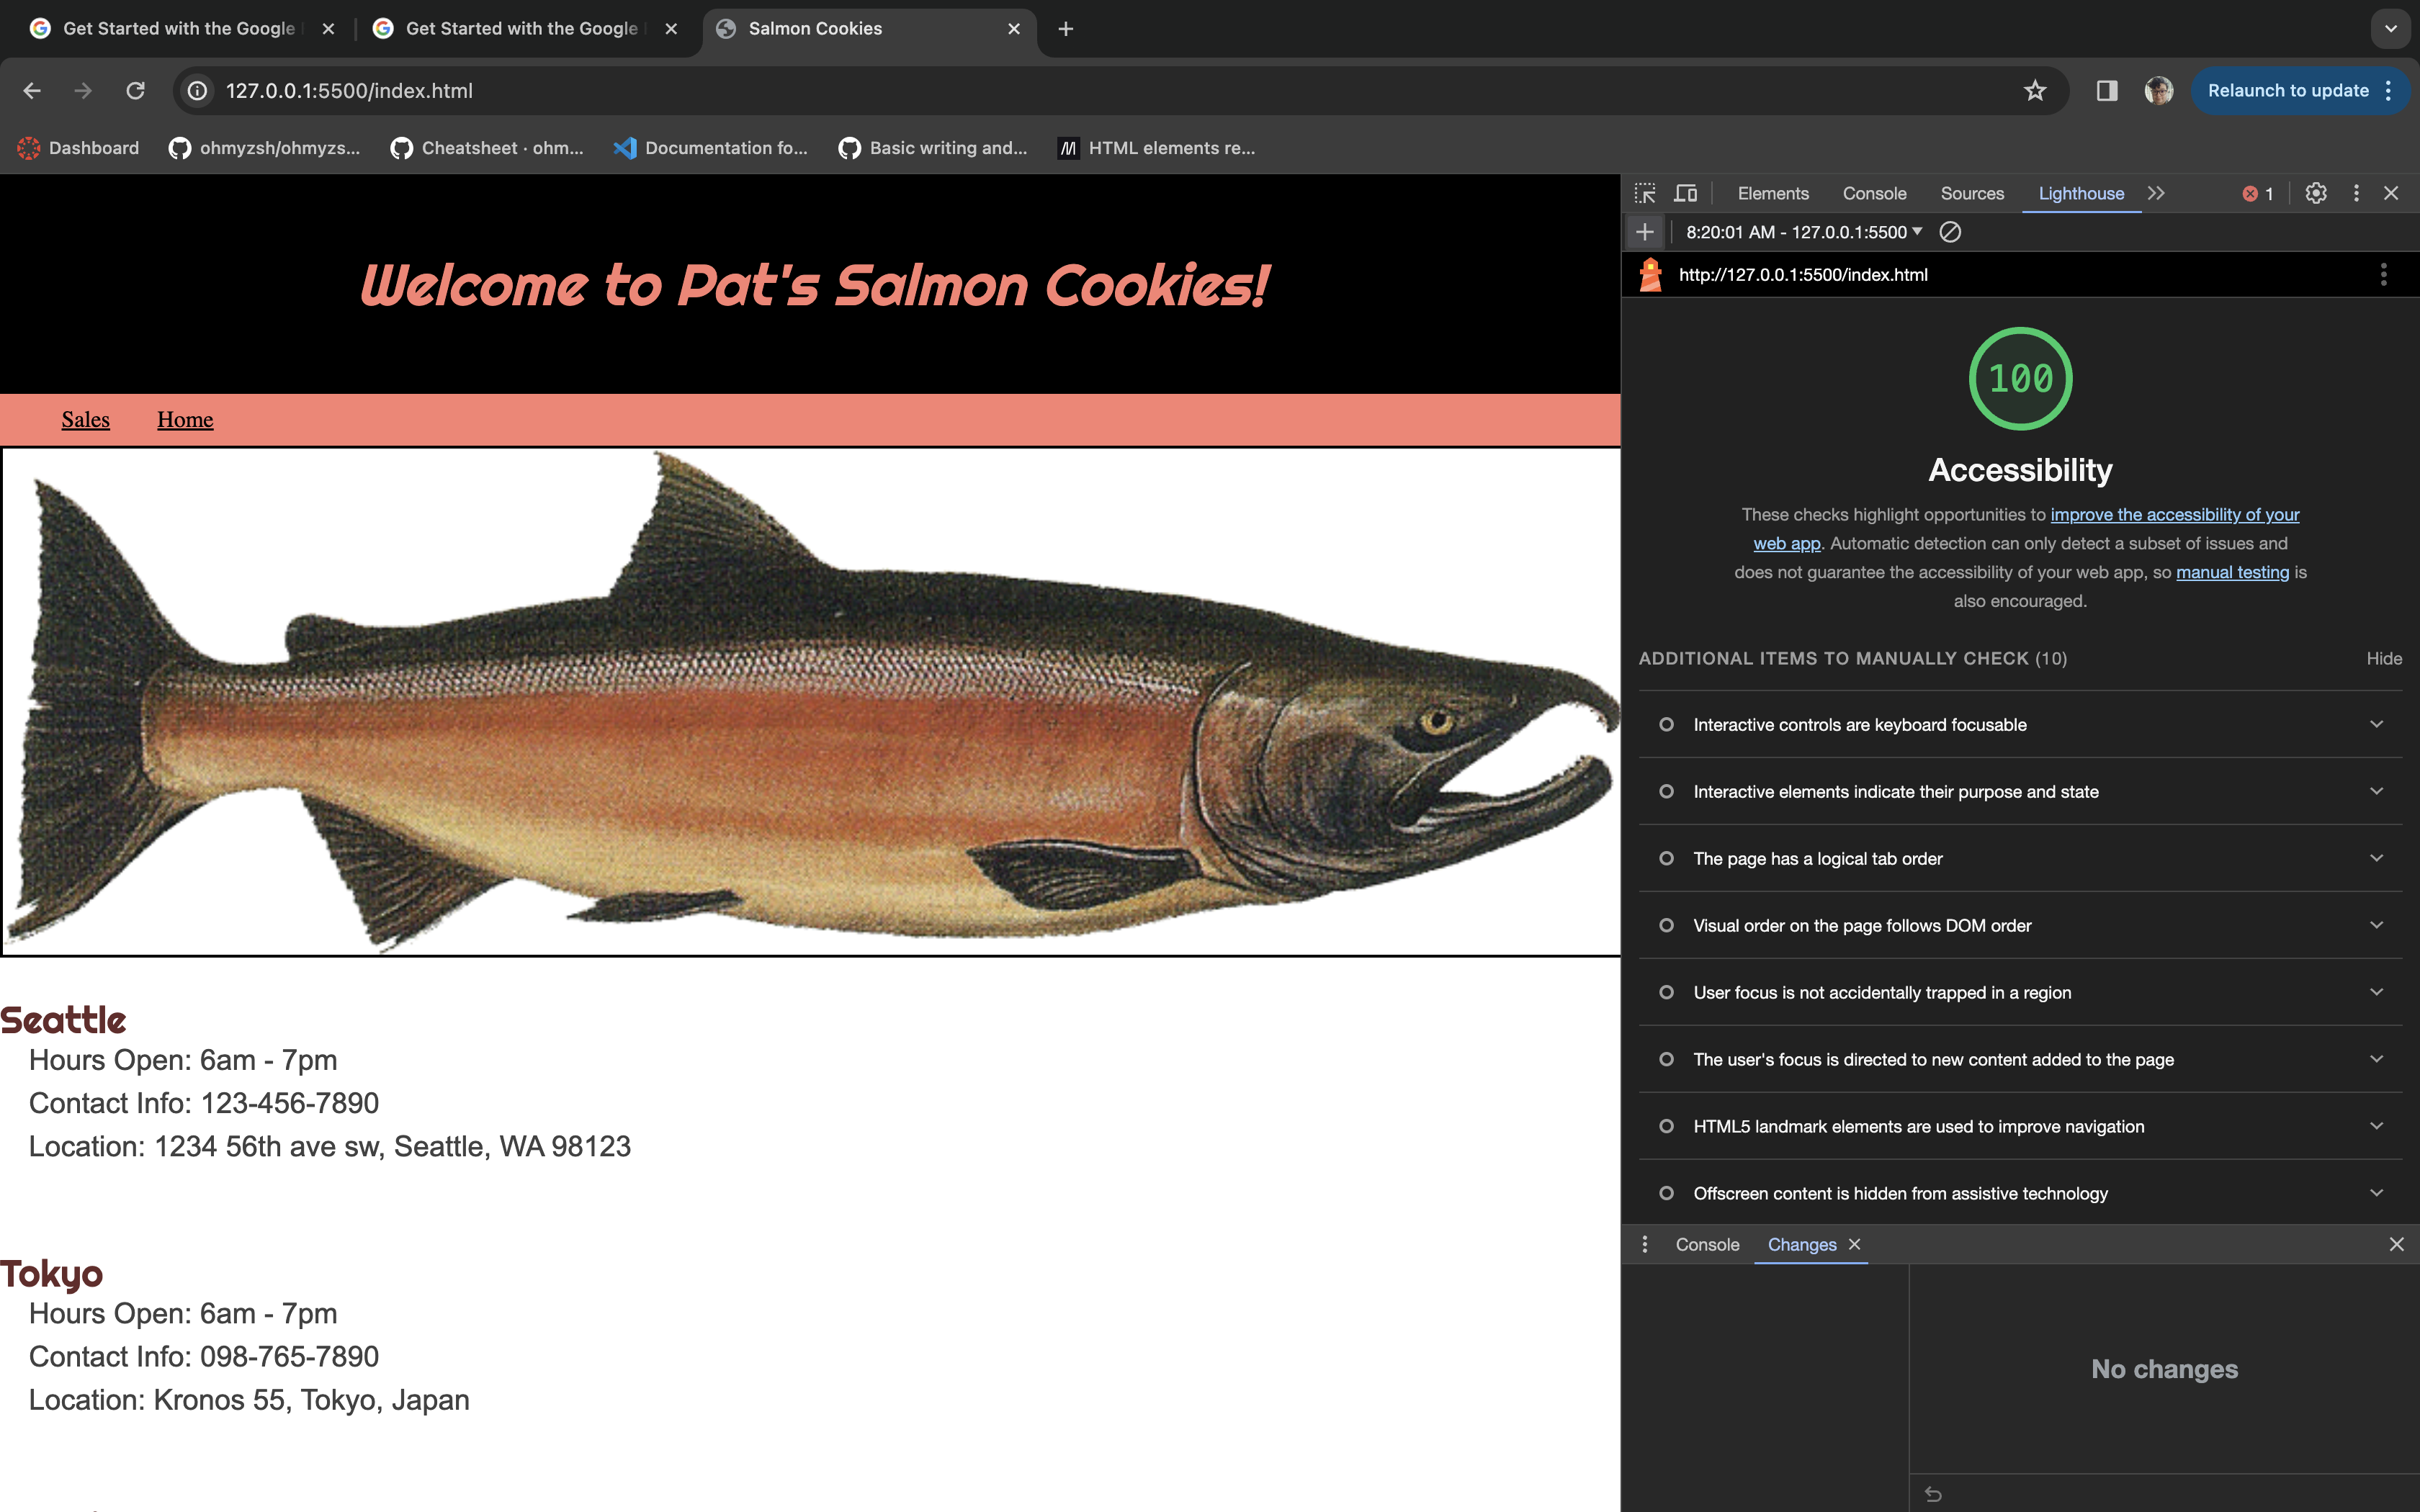 Get Started with the Google
Get Started with the Google
Salmon Cookies
127.0.0.1:5500/index.html
Relaunch to update
Dashboard
ohmyzsh/ohmyzs...
Cheatsheet · ohm...
Documentation fo...
Basic writing and...
HTML elements re...
Welcome to Pat's Salmon Cookies!
Sales
Home
Seattle
Hours Open: 6am - 7pm
Contact Info: 123-456-7890
Location: 1234 56th ave sw, Seattle, WA 98123
Tokyo
Hours Open: 6am - 7pm
Contact Info: 098-765-7890
Location: Kronos 55, Tokyo, Japan
Elements
Console
Sources
Lighthouse
1
8:20:01 AM - 127.0.0.1:5500
http://127.0.0.1:5500/index.html
100
Accessibility
These checks highlight opportunities to improve the accessibility of your
web app. Automatic detection can only detect a subset of issues and
does not guarantee the accessibility of your web app, so manual testing is
also encouraged.
ADDITIONAL ITEMS TO MANUALLY CHECK (10)
Hide
Interactive controls are keyboard focusable
Interactive elements indicate their purpose and state
The page has a logical tab order
Visual order on the page follows DOM order
User focus is not accidentally trapped in a region
The user's focus is directed to new content added to the page
HTML5 landmark elements are used to improve navigation
Offscreen content is hidden from assistive technology
Console
Changes
No changes